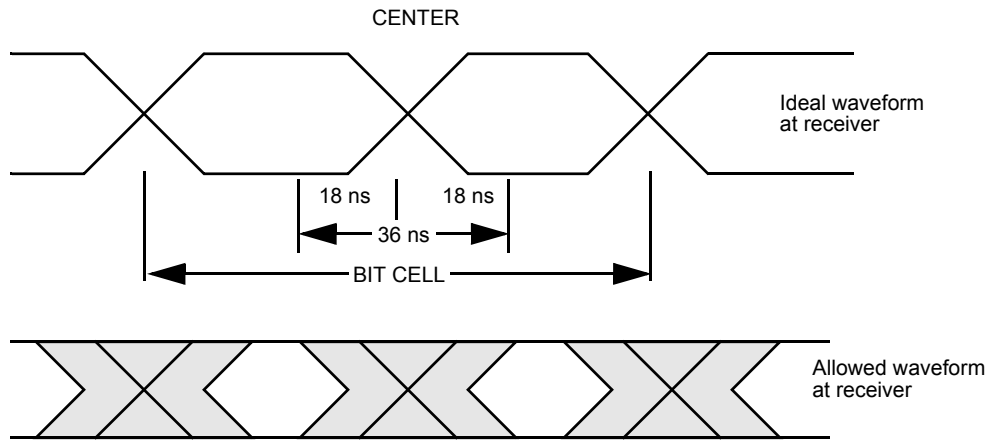 CENTER
Ideal waveform
at receiver
18 ns 18 ns
36 ns
BIT CELL
Allowed waveform
at receiver